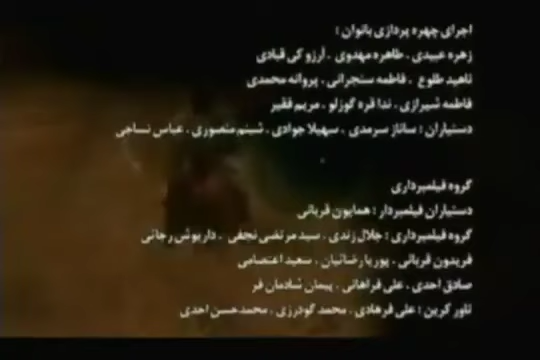 اجرای چهره پردازی بانوان :
زهره عبیدی . طاهره مهدوی . آرزو کی قبادی
ناهید طلوع . فاطمه سنجرانی . پروانه محمدی
فاطمه شیرازی . ندا قره گوزلو . مریم فقیر
دستیاران : ساناز سرمدی . سهیلا جوادی . شبنم منصوری . عباس نساجی
گروه فیلمبرداری
دستیاران فیلمبردار : همایون قربانی
گروه فیلمبرداری : جلال زندی . سید مرتضی نجفی . داریوش رجائی
فریدون قربانی . پوریا رضائیان . سعید اعتصامی
صادق احدی . علی فراهانی . پیمان شادمان فر
تاور کرین : علی فرهادی . محمد گودرزی . محمدحسن احدی